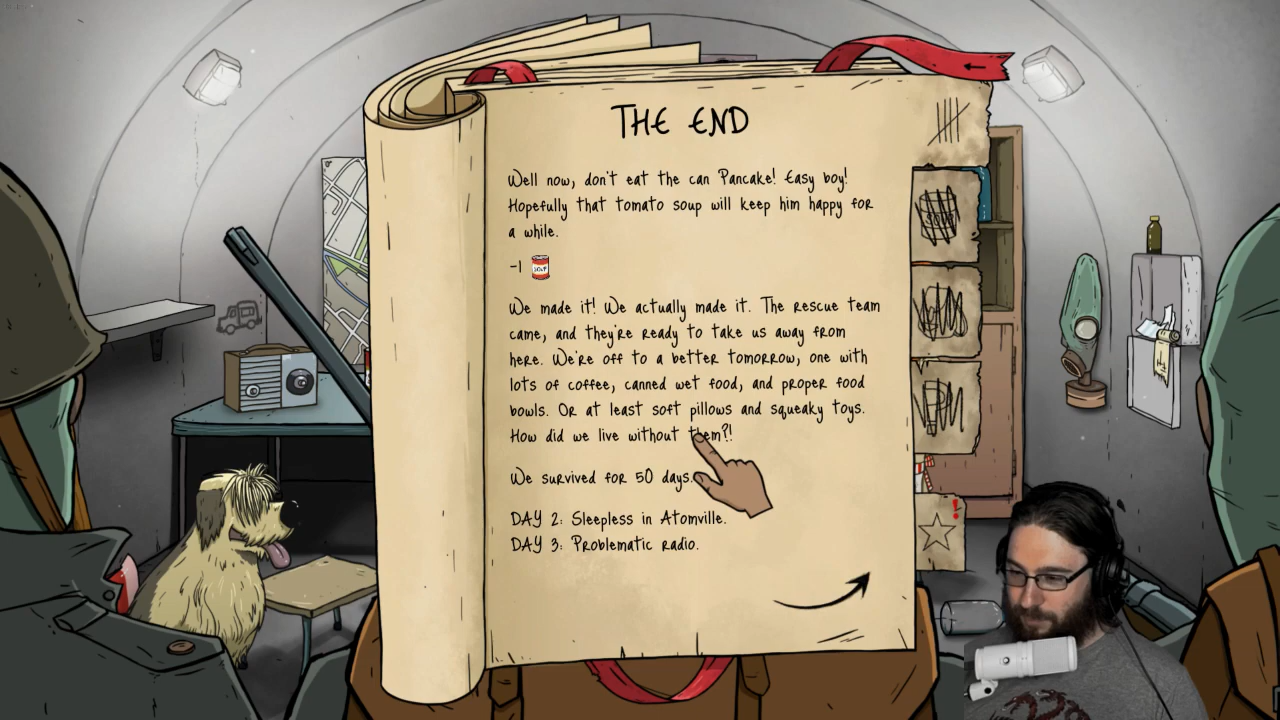 THE END
Well now, don't eat the can Pancake! Easy boy!
Hopefully that tomato soup will keep him happy for
a while.
-1
We made it! We actually made it. The rescue team
came, and they're ready to take us away from
here. We're off to a better tomorrow, one with
lots of coffee, canned wet food, and proper food
bowls. Or at least soft pillows and squeaky toys.
How did we live without them?!
We survived for 50 days.
DAY 2: Sleepless in Atomville.
DAY 3: Problematic radio.